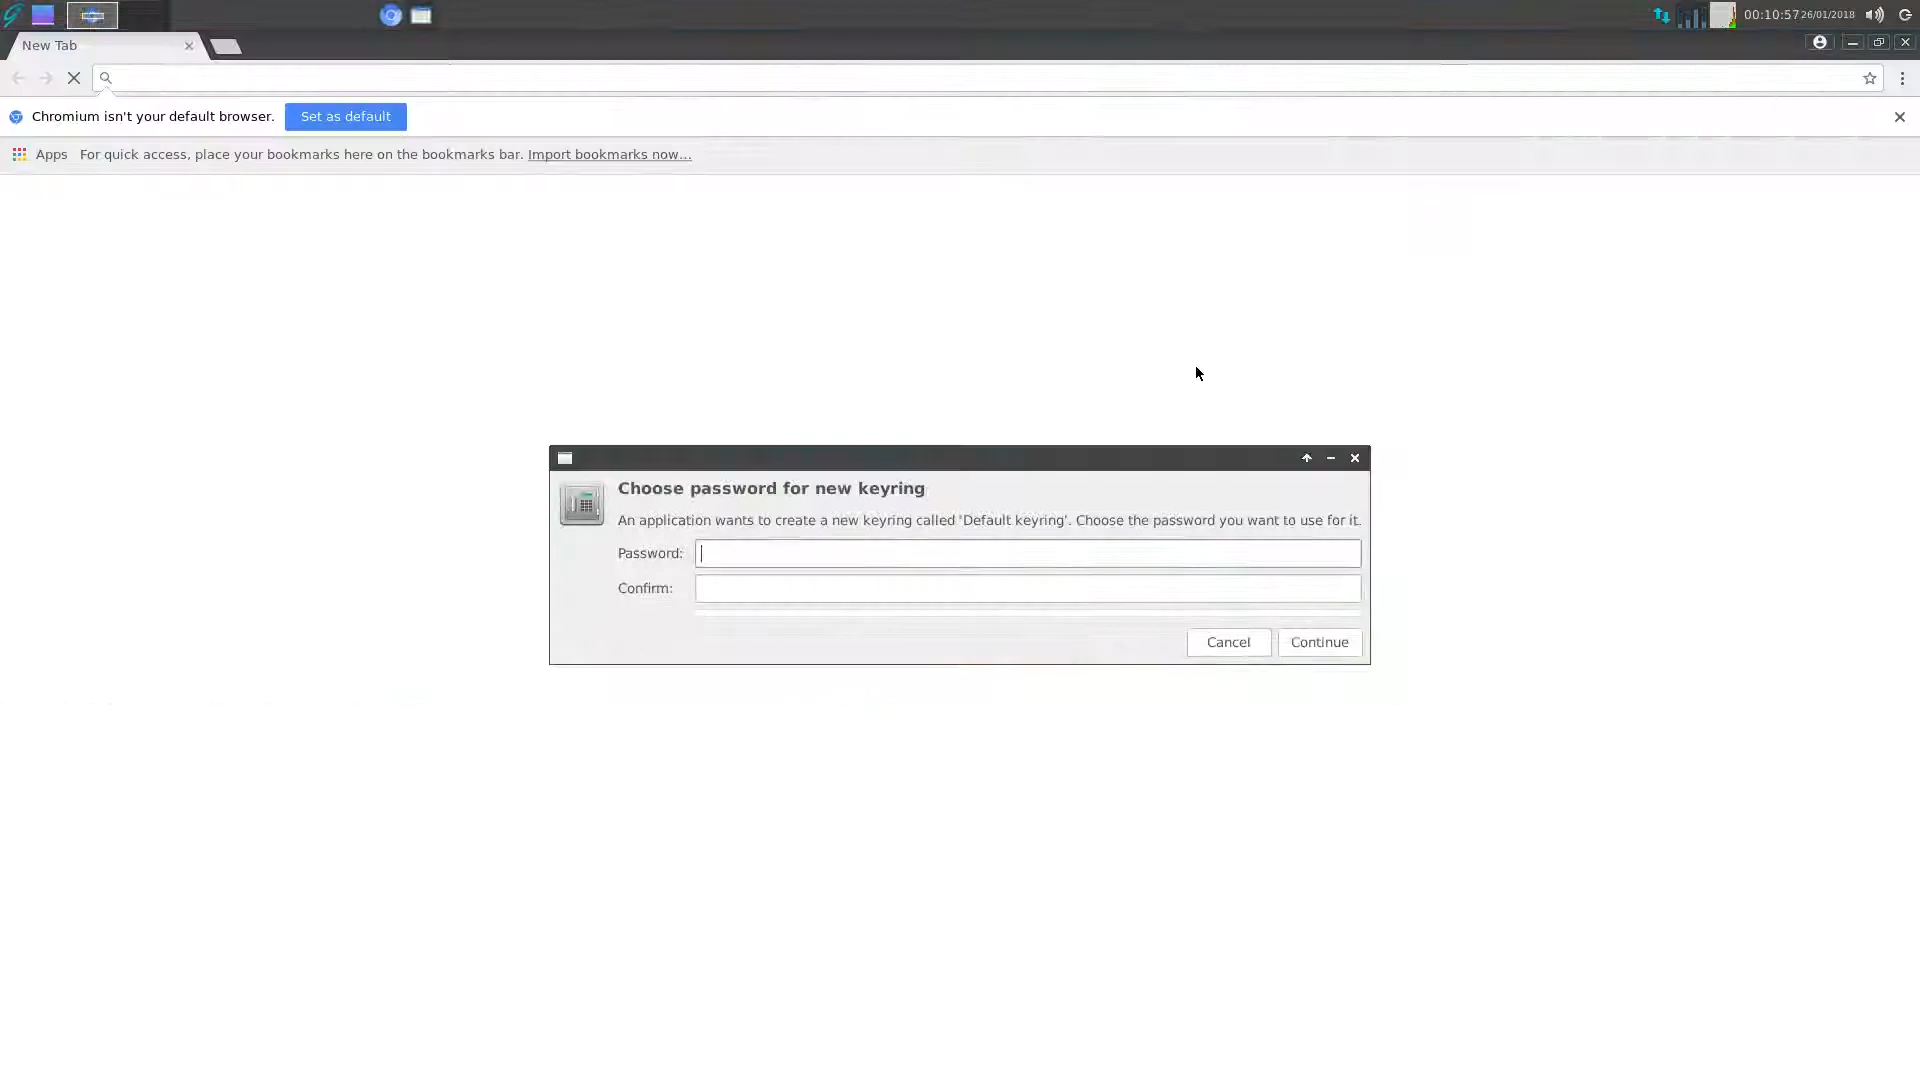 00:10:57 26/01/2018
New Tab
Chromium isn't your default browser. Set as default
Apps For quick access, place your bookmarks here on the bookmarks bar. Import bookmarks now...
Choose password for new keyring
An application wants to create a new keyring called 'Default keyring'. Choose the password you want to use for it.
Password:
Confirm:
Cancel Continue